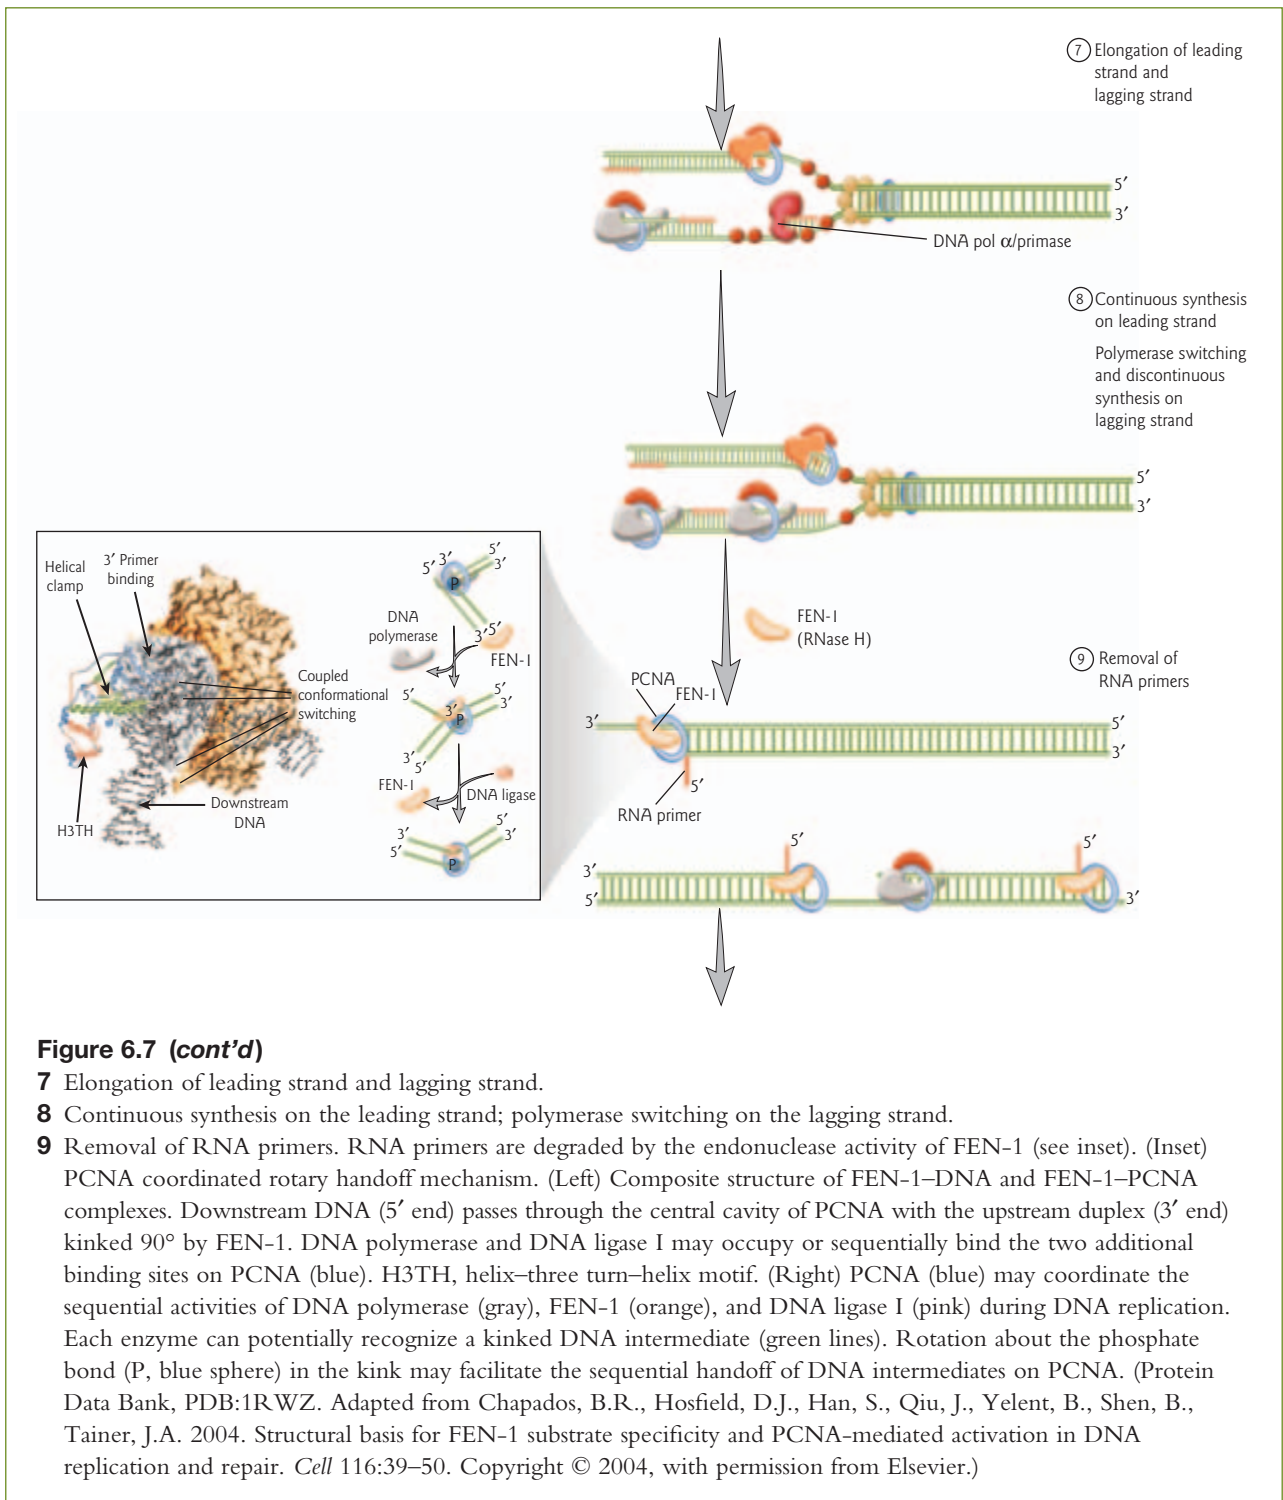 7 Elongation of leading
strand and
lagging strand
5′
3′
DNA pol α/primase
8 Continuous synthesis
on leading strand
Polymerase switching
and discontinuous
synthesis on
lagging strand
5′
3′
FEN-1
(RNase H)
9 Removal of
RNA primers
PCNA
FEN-1
3′
5′
3′
5′
RNA primer
5′
5′
3′
5′
3′
Helical
clamp
3′ Primer
binding
Coupled
conformational
switching
Downstream
DNA
H3TH
5′
3′
5′
3′
P
DNA
polymerase
3′
5′
FEN-1
5′
5′
3′
3′
P
3′
5′
FEN-1
DNA ligase
3′
5′
5′
3′
P
Figure 6.7 (cont'd)
7 Elongation of leading strand and lagging strand.
8 Continuous synthesis on the leading strand; polymerase switching on the lagging strand.
9 Removal of RNA primers. RNA primers are degraded by the endonuclease activity of FEN-1 (see inset). (Inset)
PCNA coordinated rotary handoff mechanism. (Left) Composite structure of FEN-1–DNA and FEN-1–PCNA
complexes. Downstream DNA (5′ end) passes through the central cavity of PCNA with the upstream duplex (3′ end)
kinked 90° by FEN-1. DNA polymerase and DNA ligase I may occupy or sequentially bind the two additional
binding sites on PCNA (blue). H3TH, helix–three turn–helix motif. (Right) PCNA (blue) may coordinate the
sequential activities of DNA polymerase (gray), FEN-1 (orange), and DNA ligase I (pink) during DNA replication.
Each enzyme can potentially recognize a kinked DNA intermediate (green lines). Rotation about the phosphate
bond (P, blue sphere) in the kink may facilitate the sequential handoff of DNA intermediates on PCNA. (Protein
Data Bank, PDB:1RWZ. Adapted from Chapados, B.R., Hosfield, D.J., Han, S., Qiu, J., Yelent, B., Shen, B.,
Tainer, J.A. 2004. Structural basis for FEN-1 substrate specificity and PCNA-mediated activation in DNA
replication and repair. Cell 116:39–50. Copyright © 2004, with permission from Elsevier.)